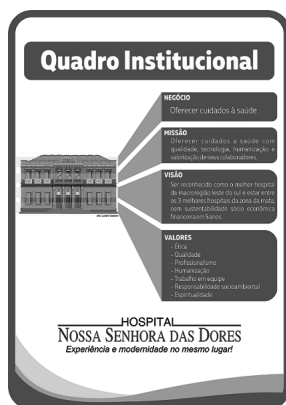 Quadro Institucional
NEGÓCIO
Oferecer cuidados à saúde
MISSÃO
Oferecer cuidados a saúde com
qualidade, tecnologia, humanização e
valorização de seus colaboradores.
VISÃO
Ser reconhecido como o melhor hospital
da macroregião leste do sul e estar entre
os 3 melhores hospitais da zona da mata,
com sustentabilidade sócio econômica
financeira em 5 anos.
VALORES
- Ética
- Qualidade
- Profissionalismo
- Humanização
- Trabalho em equipe
- Responsabilidade socioambiental
- Espiritualidade
HOSPITAL
NOSSA SENHORA DAS DORES
Experiência e modernidade no mesmo lugar!